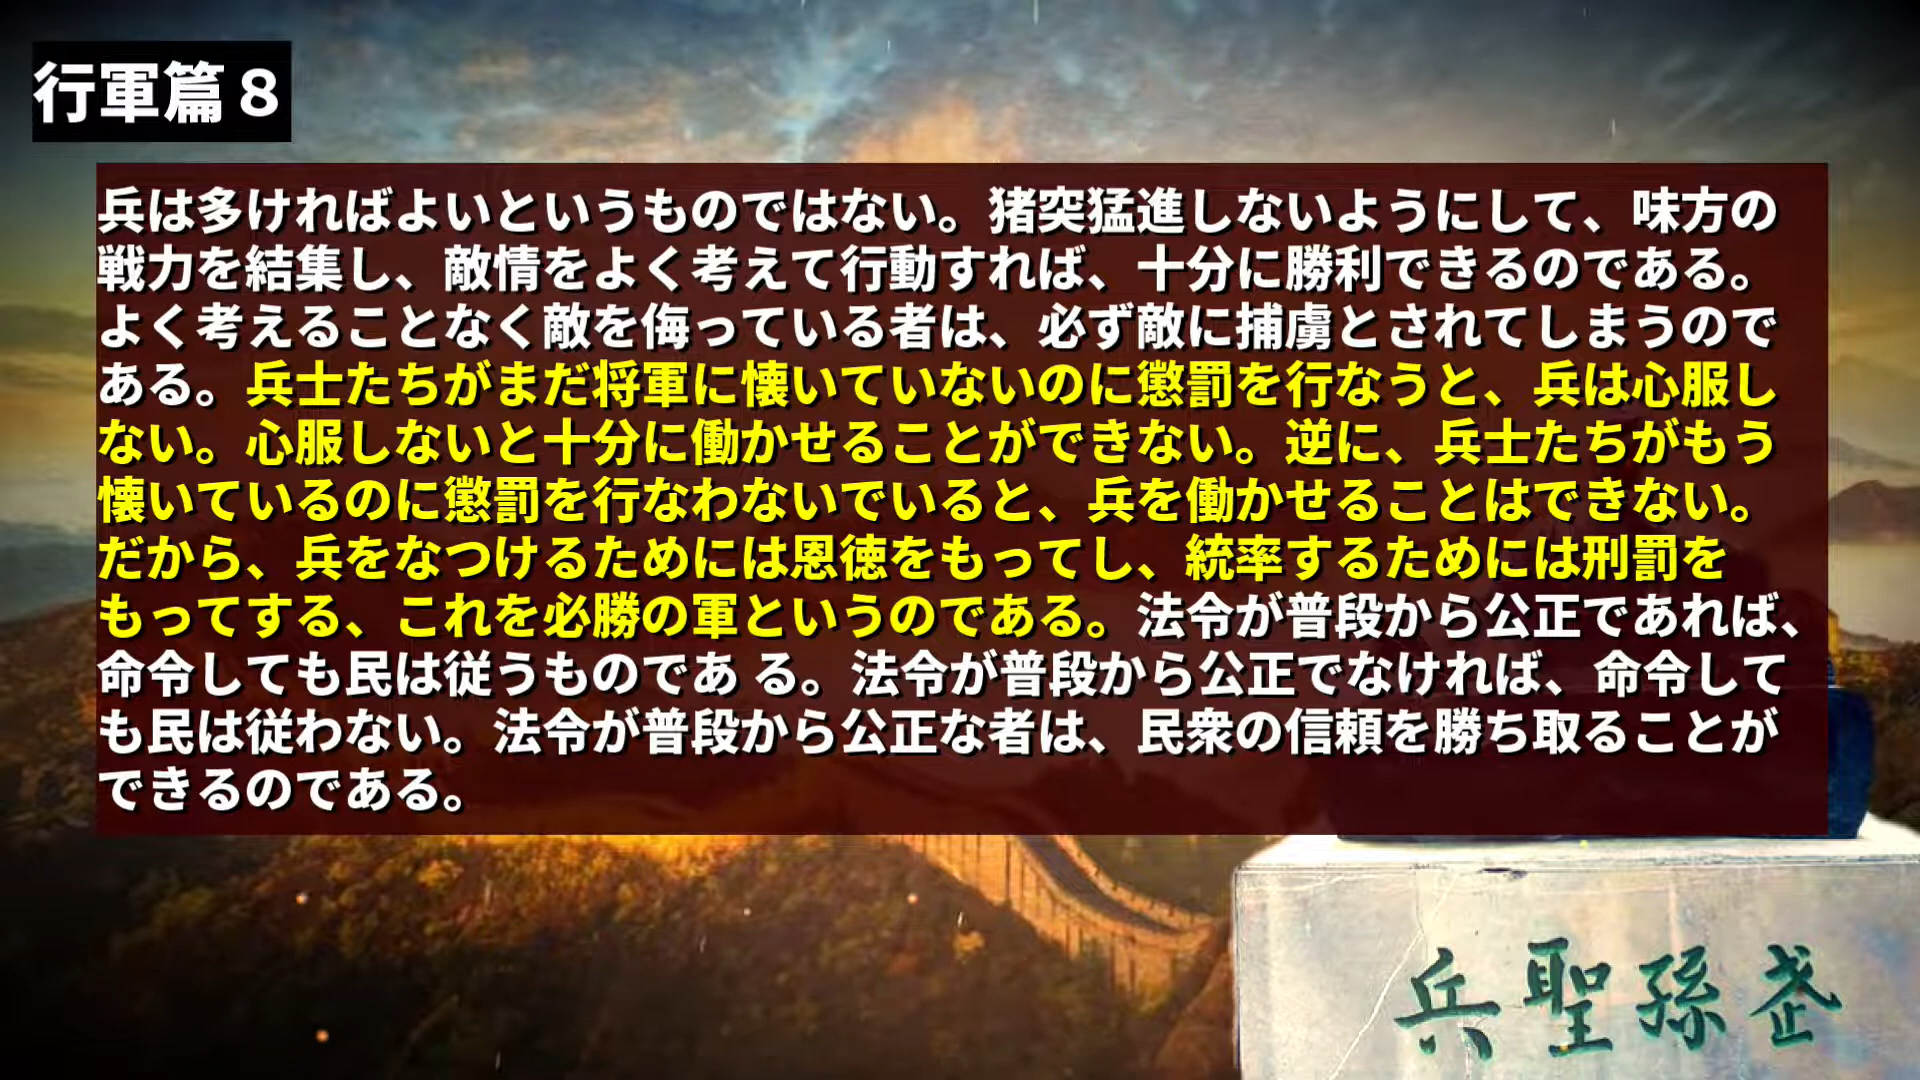 行軍篇８
兵は多ければよいというものではない。猪突猛進しないようにして、味方の
戦力を結集し、敵情をよく考えて行動すれば、十分に勝利できるのである。
よく考えることなく敵を侮っている者は、必ず敵に捕虜とされてしまうので
ある。兵士たちがまだ将軍に懐いていないのに懲罰を行なうと、兵は心服し
ない。心服しないと十分に働かせることができない。逆に、兵士たちがもう
懐いているのに懲罰を行なわないでいると、兵を働かせることはできない。
だから、兵をなつけるためには恩徳をもってし、統率するためには刑罰を
もってする、これを必勝の軍というのである。法令が普段から公正であれば、
命令しても民は従うものであ る。法令が普段から公正でなければ、命令して
も民は従わない。法令が普段から公正な者は、民衆の信頼を勝ち取ることが
できるのである。
兵聖孫武